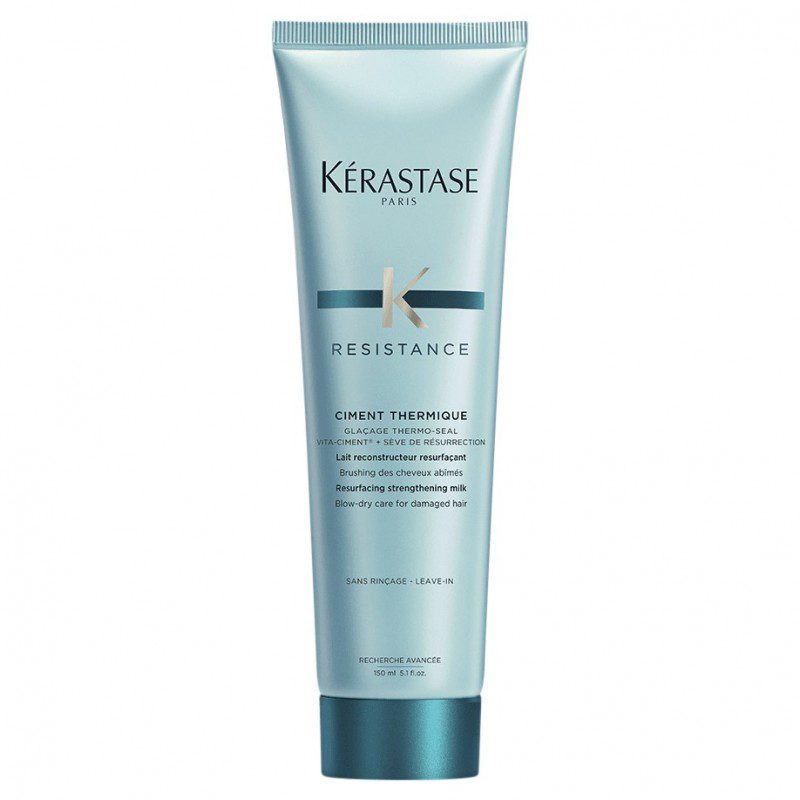 KÉRASTASE
PARIS
K
RESISTANCE
CIMENT THERMIQUE
GLAÇAGE THERMO-SEAL
VITA-CIMENT® + SÈVE DE RÉSURRECTION
Lait reconstructeur resurfaçant
Brushing des cheveux abîmés
Resurfacing strengthening milk
Blow-dry care for damaged hair
SANS RINÇAGE - LEAVE-IN
RECHERCHE AVANCÉE
150 ml 5.1 fl.oz.